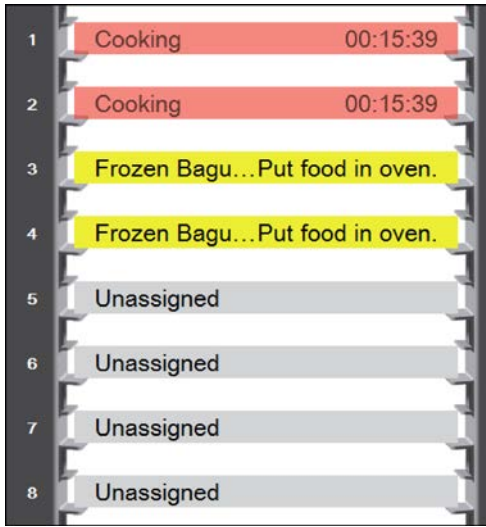 1 Cooking 00:15:39
2 Cooking 00:15:39
3 Frozen Bagu...Put food in oven.
4 Frozen Bagu...Put food in oven.
5 Unassigned
6 Unassigned
7 Unassigned
8 Unassigned